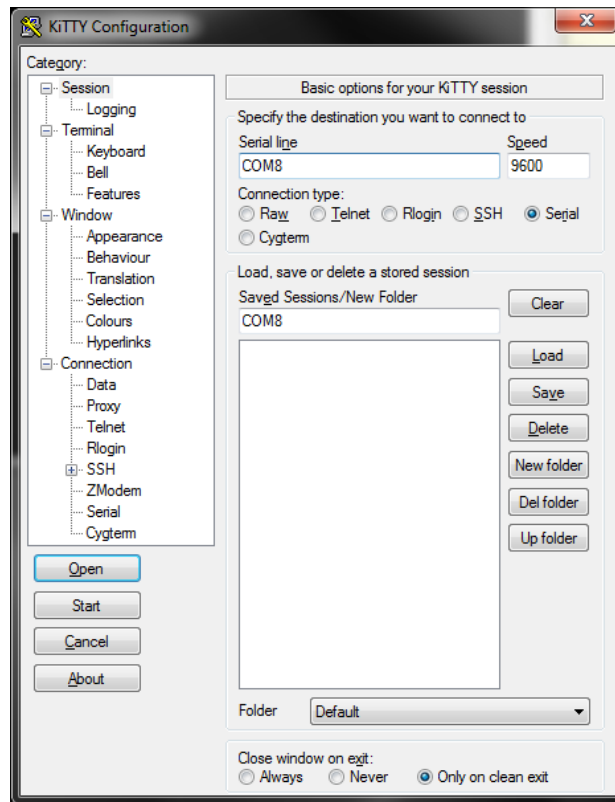 KiTTY Configuration
Category:
Session
Logging
Terminal
Keyboard
Bell
Features
Window
Appearance
Behaviour
Translation
Selection
Colours
Hyperlinks
Connection
Data
Proxy
Telnet
Rlogin
SSH
ZModem
Serial
Cygterm
Open
Start
Cancel
About
Basic options for your KiTTY session
Specify the destination you want to connect to
Serial line Speed
COM8 9600
Connection type:
Raw Telnet Rlogin SSH Serial
Cygterm
Load, save or delete a stored session
Saved Sessions/New Folder
COM8
Clear
Load
Save
Delete
New folder
Del folder
Up folder
Folder Default
Close window on exit:
Always Never Only on clean exit